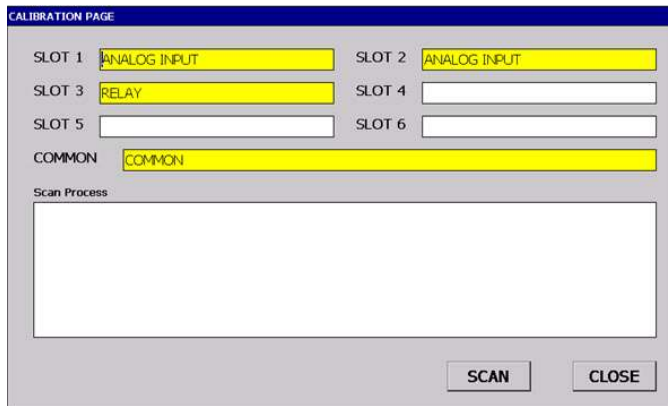 CALIBRATION PAGE
SLOT 1 ANALOG INPUT SLOT 2 ANALOG INPUT
SLOT 3 RELAY SLOT 4
SLOT 5 SLOT 6
COMMON COMMON
Scan Process
SCAN CLOSE